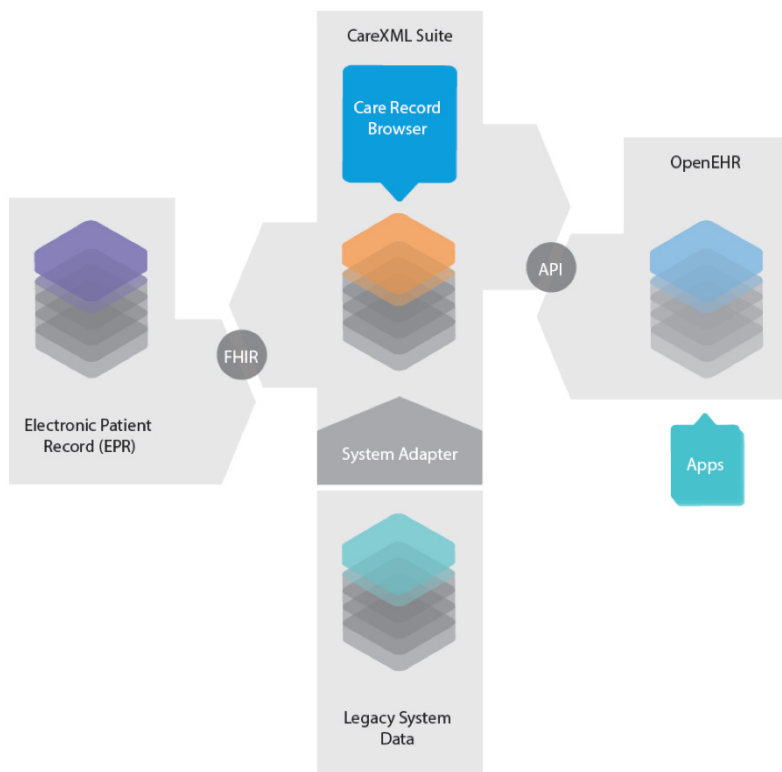 CareXML Suite
Care Record
Browser
OpenEHR
API
FHIR
Electronic Patient
Record (EPR)
System Adapter
Apps
Legacy System
Data